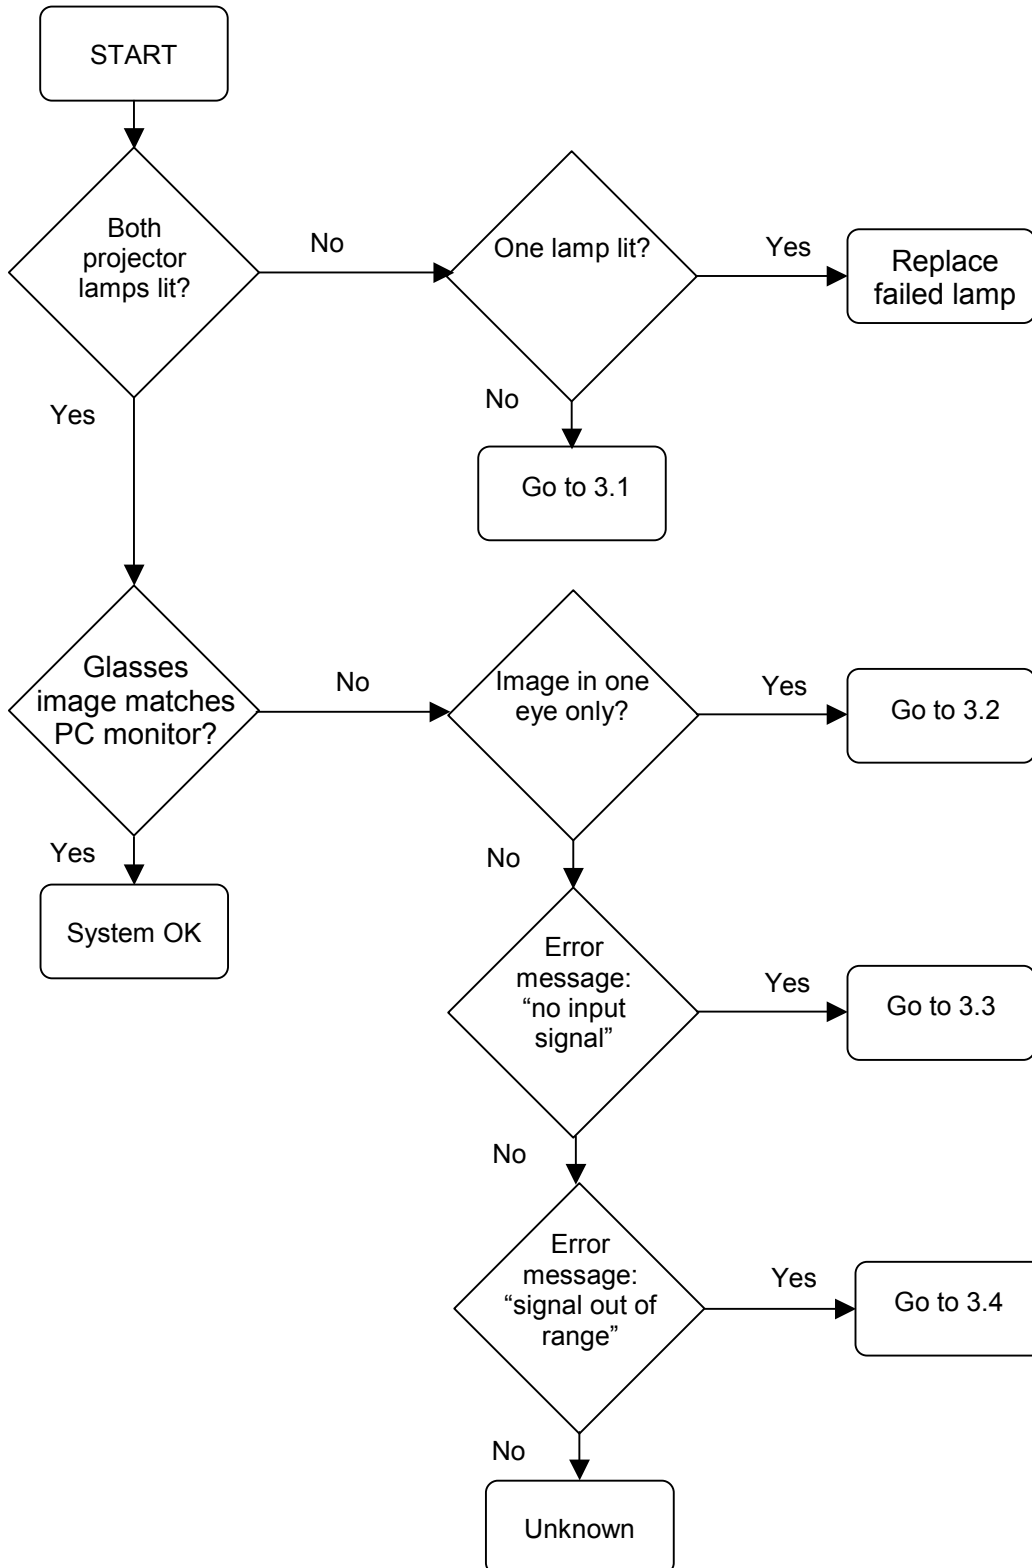 START
Both
projector
lamps lit?
No
One lamp lit?
Yes
Replace
failed lamp
Yes
No
Go to 3.1
Glasses
image matches
PC monitor?
No
Image in one
eye only?
Yes
Go to 3.2
Yes
No
System OK
Error
message:
“no input
signal”
Yes
Go to 3.3
No
Error
message:
“signal out of
range”
Yes
Go to 3.4
No
Unknown